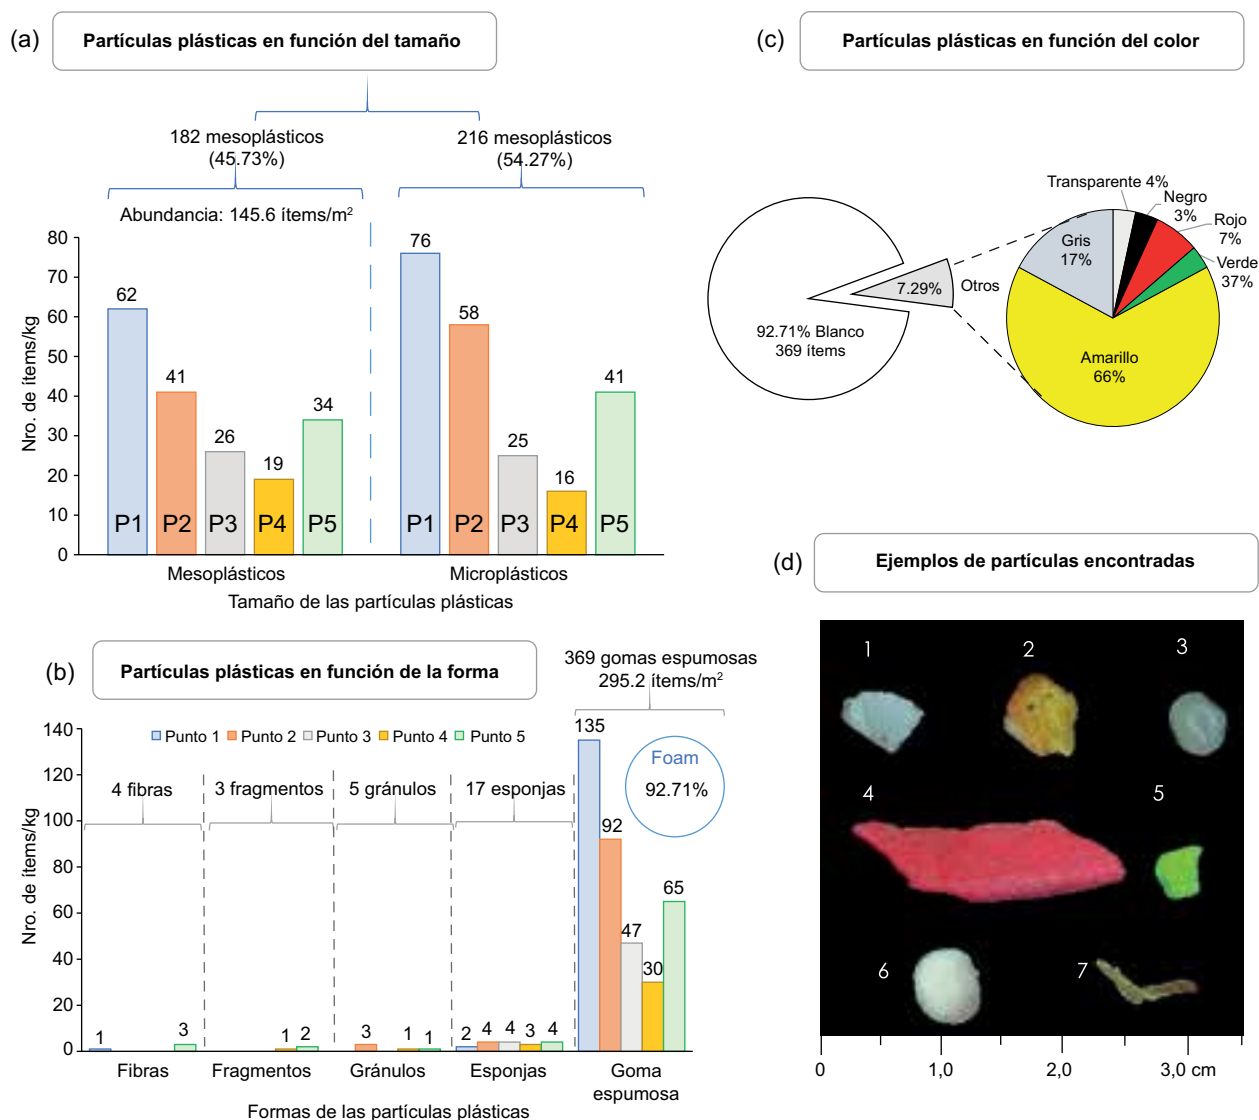 (a)
Partículas plásticas en función del tamaño
182 mesoplásticos
(45.73%)
216 mesoplásticos
(54.27%)
Abundancia: 145.6 ítems/m²
Nro. de ítems/kg
80
70
60
50
40
30
20
10
0
62
41
26
19
34
76
58
25
16
41
P1
P2
P3
P4
P5
P1
P2
P3
P4
P5
Mesoplásticos
Microplásticos
Tamaño de las partículas plásticas
(b)
Partículas plásticas en función de la forma
369 gomas espumosas
295.2 ítems/m²
Nro. de ítems/kg
140
120
100
80
60
40
20
0
Punto 1
Punto 2
Punto 3
Punto 4
Punto 5
4 fibras
3 fragmentos
5 gránulos
17 esponjas
Foam
92.71%
1
3
1
2
3
1
1
2
4
4
3
4
135
92
47
30
65
Fibras
Fragmentos
Gránulos
Esponjas
Goma
espumosa
Formas de las partículas plásticas
(c)
Partículas plásticas en función del color
92.71% Blanco
369 ítems
7.29%
Otros
Transparente 4%
Negro
3%
Rojo
7%
Verde
37%
Gris
17%
Amarillo
66%
(d)
Ejemplos de partículas encontradas
1
2
3
4
5
6
7
0
1,0
2,0
3,0 cm